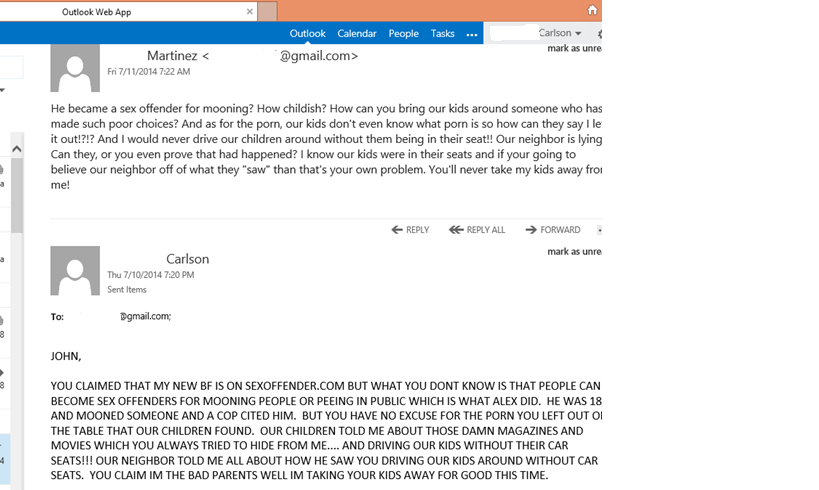 Outlook Web App
Outlook Calendar People Tasks ... Carlson
Martinez < @gmail.com> mark as unre
Fri 7/11/2014 7:22 AM
He became a sex offender for mooning? How childish? How can you bring our kids around someone who has
made such poor choices? And as for the porn, our kids don't even know what porn is so how can they say I le
it out!?!? And I would never drive our children around without them being in their seat!! Our neighbor is lying
Can they, or you even prove that had happened? I know our kids were in their seats and if your going to
believe our neighbor off of what they "saw" than that's your own problem. You'll never take my kids away from
me!
REPLY REPLY ALL FORWARD
mark as unre
Carlson
Thu 7/10/2014 7:20 PM
Sent Items
To: @gmail.com;
JOHN,
YOU CLAIMED THAT MY NEW BF IS ON SEXOFFENDER.COM BUT WHAT YOU DONT KNOW IS THAT PEOPLE CAN
BECOME SEX OFFENDERS FOR MOONING PEOPLE OR PEEING IN PUBLIC WHICH IS WHAT ALEX DID. HE WAS 18
AND MOONED SOMEONE AND A COP CITED HIM. BUT YOU HAVE NO EXCUSE FOR THE PORN YOU LEFT OUT O
THE TABLE THAT OUR CHILDREN FOUND. OUR CHILDREN TOLD ME ABOUT THOSE DAMN MAGAZINES AND
MOVIES WHICH YOU ALWAYS TRIED TO HIDE FROM ME.... AND DRIVING OUR KIDS WITHOUT THEIR CAR
SEATS!!! OUR NEIGHBOR TOLD ME ALL ABOUT HOW HE SAW YOU DRIVING OUR KIDS AROUND WITHOUT CAR
SEATS. YOU CLAIM IM THE BAD PARENTS WELL IM TAKING YOUR KIDS AWAY FOR GOOD THIS TIME.